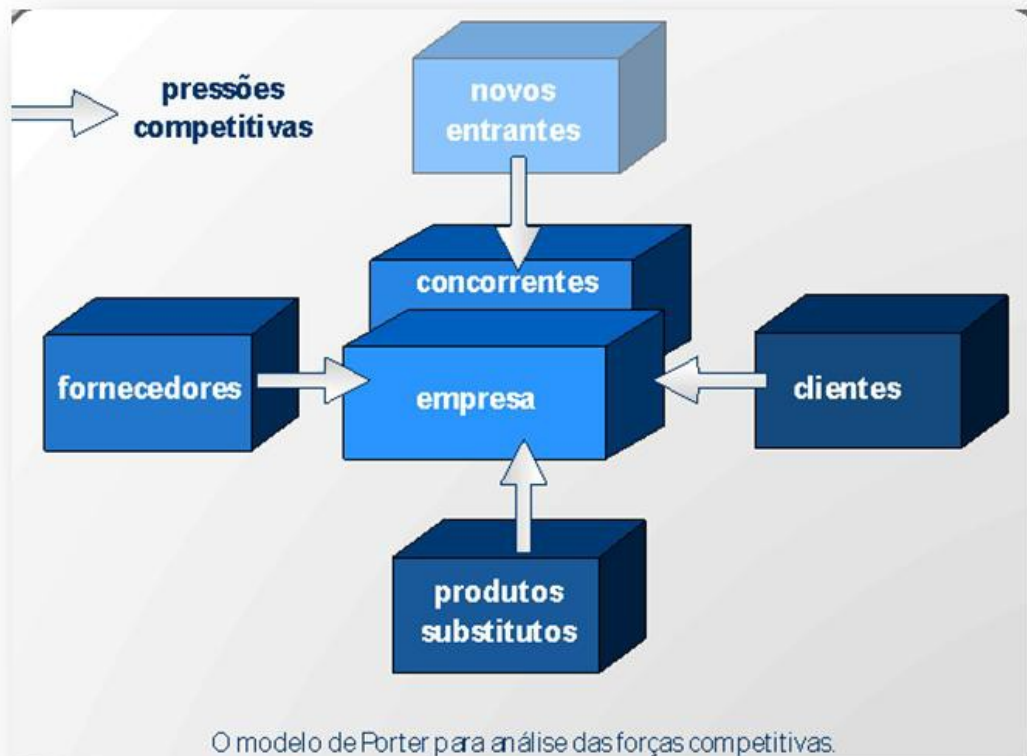 pressões
competitivas
novos
entrantes
concorrentes
fornecedores
empresa
clientes
produtos
substitutos
O modelo de Porter para análise das forças competitivas.